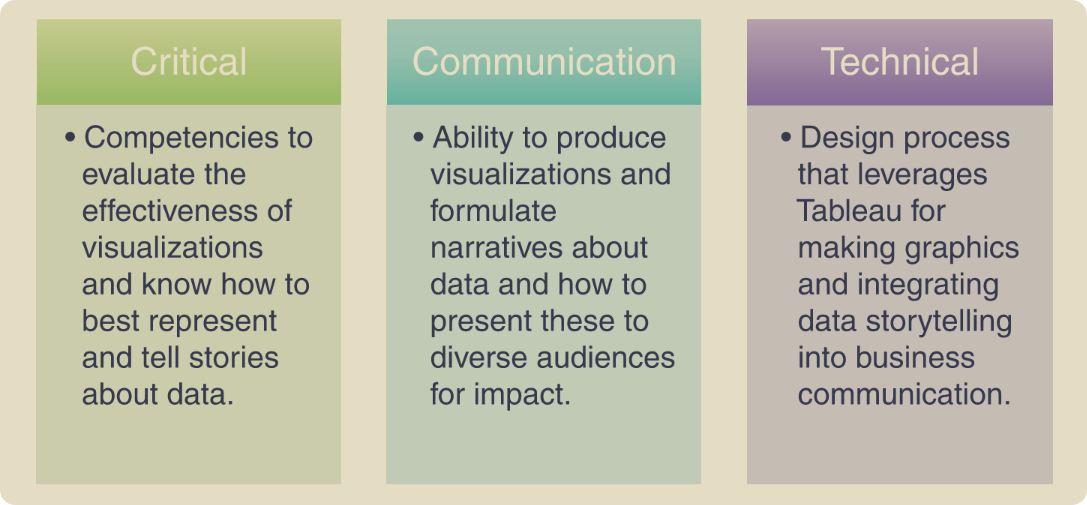 Critical
• Competencies to
evaluate the
effectiveness of
visualizations
and know how to
best represent
and tell stories
about data.
Communication
• Ability to produce
visualizations and
formulate
narratives about
data and how to
present these to
diverse audiences
for impact.
Technical
• Design process
that leverages
Tableau for
making graphics
and integrating
data storytelling
into business
communication.